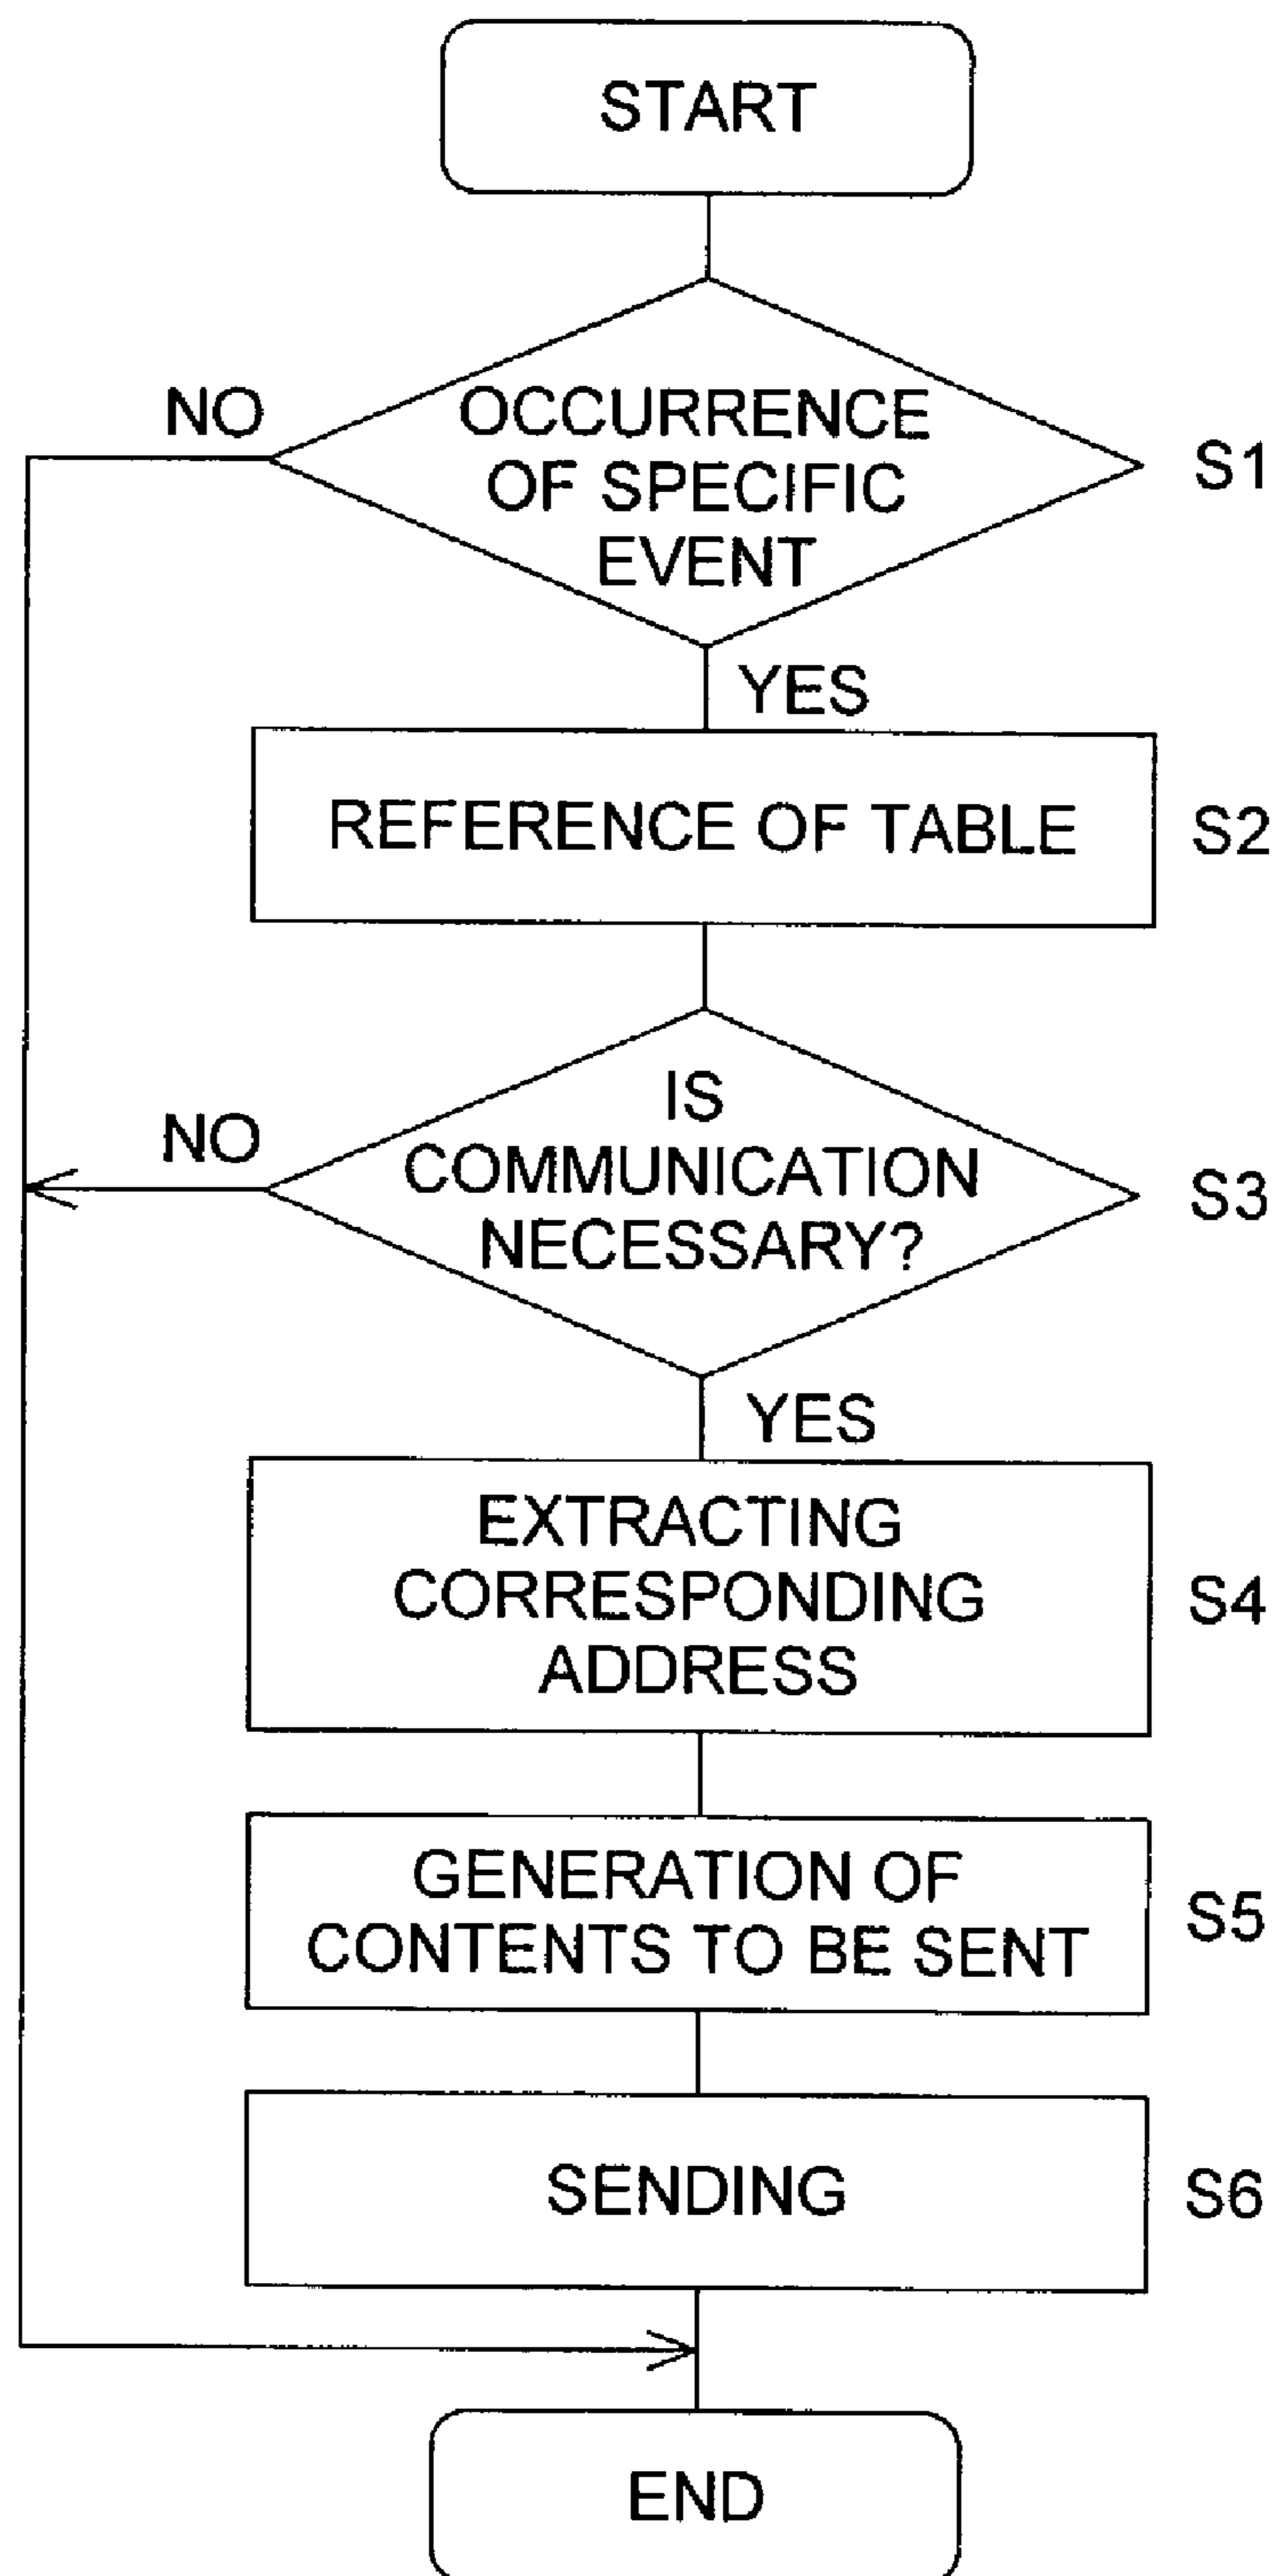 START
NO
OCCURRENCE
OF SPECIFIC
EVENT
S1
YES
REFERENCE OF TABLE
S2
NO
IS
COMMUNICATION
NECESSARY?
S3
YES
EXTRACTING
CORRESPONDING
ADDRESS
S4
GENERATION OF
CONTENTS TO BE SENT
S5
SENDING
S6
END